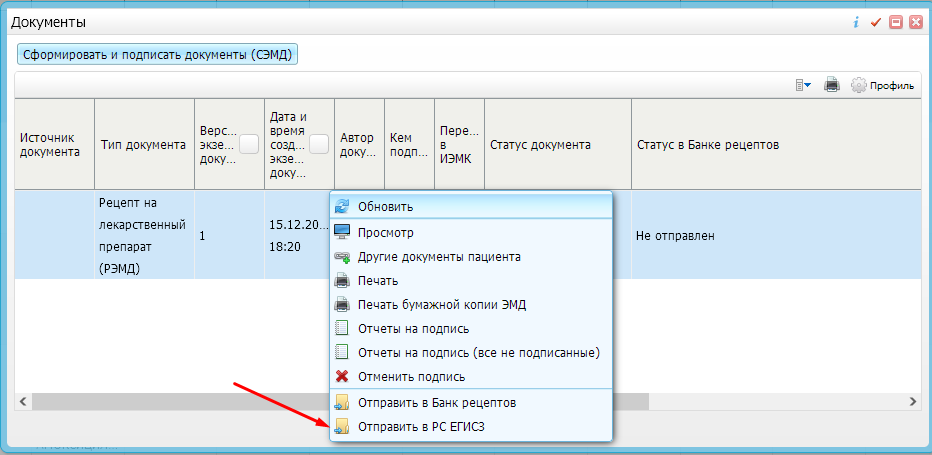 Документы
Сформировать и подписать документы (СЭМД)
Профиль
Источник
документа
Тип документа
Верс...
экзе...
доку...
Дата и
время
созд...
экзе...
доку...
Автор
доку...
Кем
подп...
Пере...
в
ИЭМК
Статус документа
Статус в Банке рецептов
Рецепт на
лекарственный
препарат
(РЭМД)
1
15.12.20...
18:20
Не отправлен
Обновить
Просмотр
Другие документы пациента
Печать
Печать бумажной копии ЭМД
Отчеты на подпись
Отчеты на подпись (все не подписанные)
Отменить подпись
Отправить в Банк рецептов
Отправить в РС ЕГИСЗ